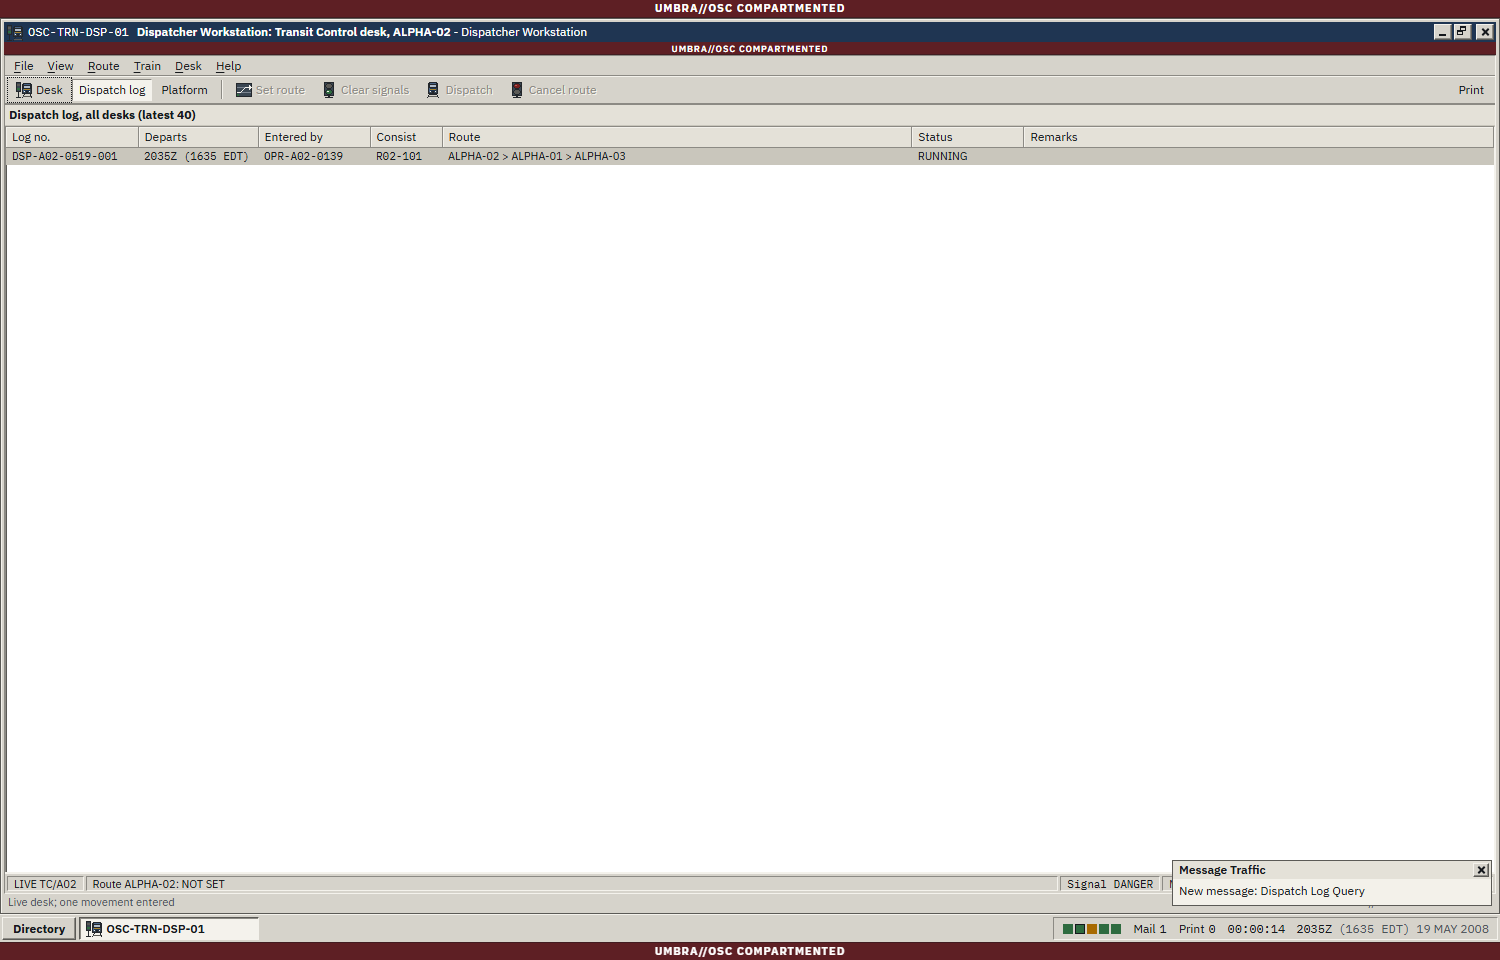 UMBRA//OSC COMPARTMENTED
OSC-TRN-DSP-01 Dispatcher Workstation: Transit Control desk, ALPHA-02 - Dispatcher Workstation
UMBRA//OSC COMPARTMENTED
File View Route Train Desk Help
Desk Dispatch log Platform Set route Clear signals Dispatch Cancel route Print
Dispatch log, all desks (latest 40)
Log no. Departs Entered by Consist Route Status Remarks
DSP-A02-0519-001 2035Z (1635 EDT) OPR-A02-0139 R02-101 ALPHA-02 > ALPHA-01 > ALPHA-03 RUNNING
Message Traffic
New message: Dispatch Log Query
LIVE TC/A02 Route ALPHA-02: NOT SET Signal DANGER
Live desk; one movement entered
Directory OSC-TRN-DSP-01 Mail 1 Print 0 00:00:14 2035Z (1635 EDT) 19 MAY 2008
UMBRA//OSC COMPARTMENTED